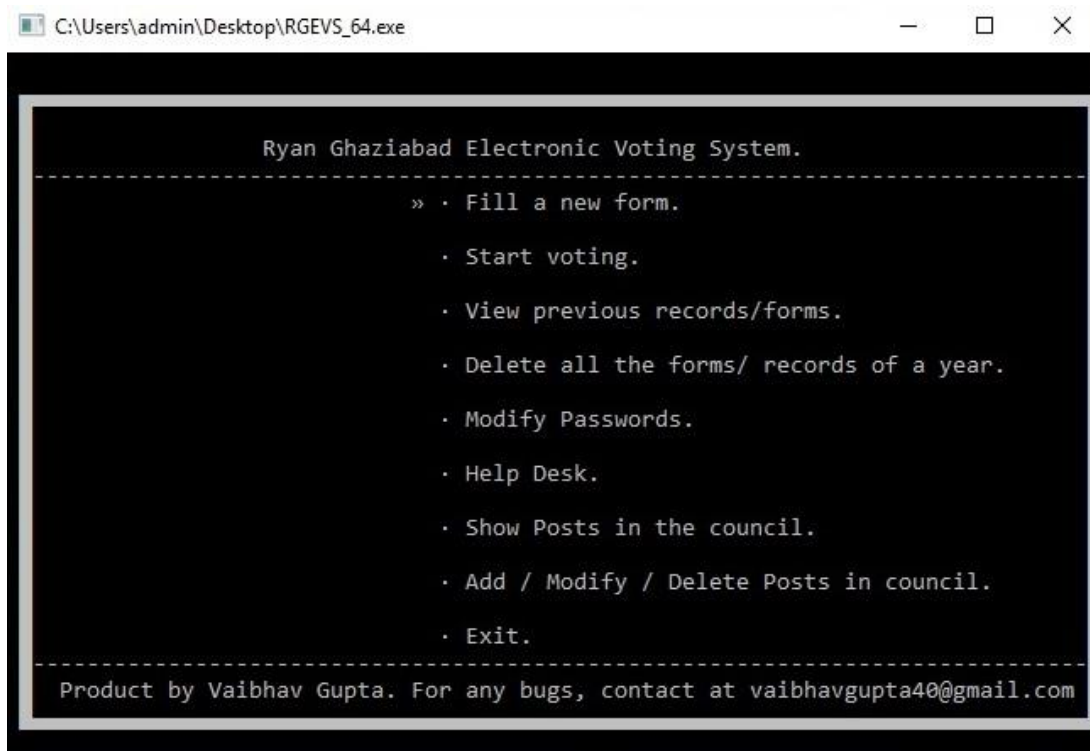 C:\Users\admin\Desktop\RGEVS_64.exe
Ryan Ghaziabad Electronic Voting System.
» · Fill a new form.
· Start voting.
· View previous records/forms.
· Delete all the forms/ records of a year.
· Modify Passwords.
· Help Desk.
· Show Posts in the council.
· Add / Modify / Delete Posts in council.
· Exit.
Product by Vaibhav Gupta. For any bugs, contact at vaibhavgupta40@gmail.com